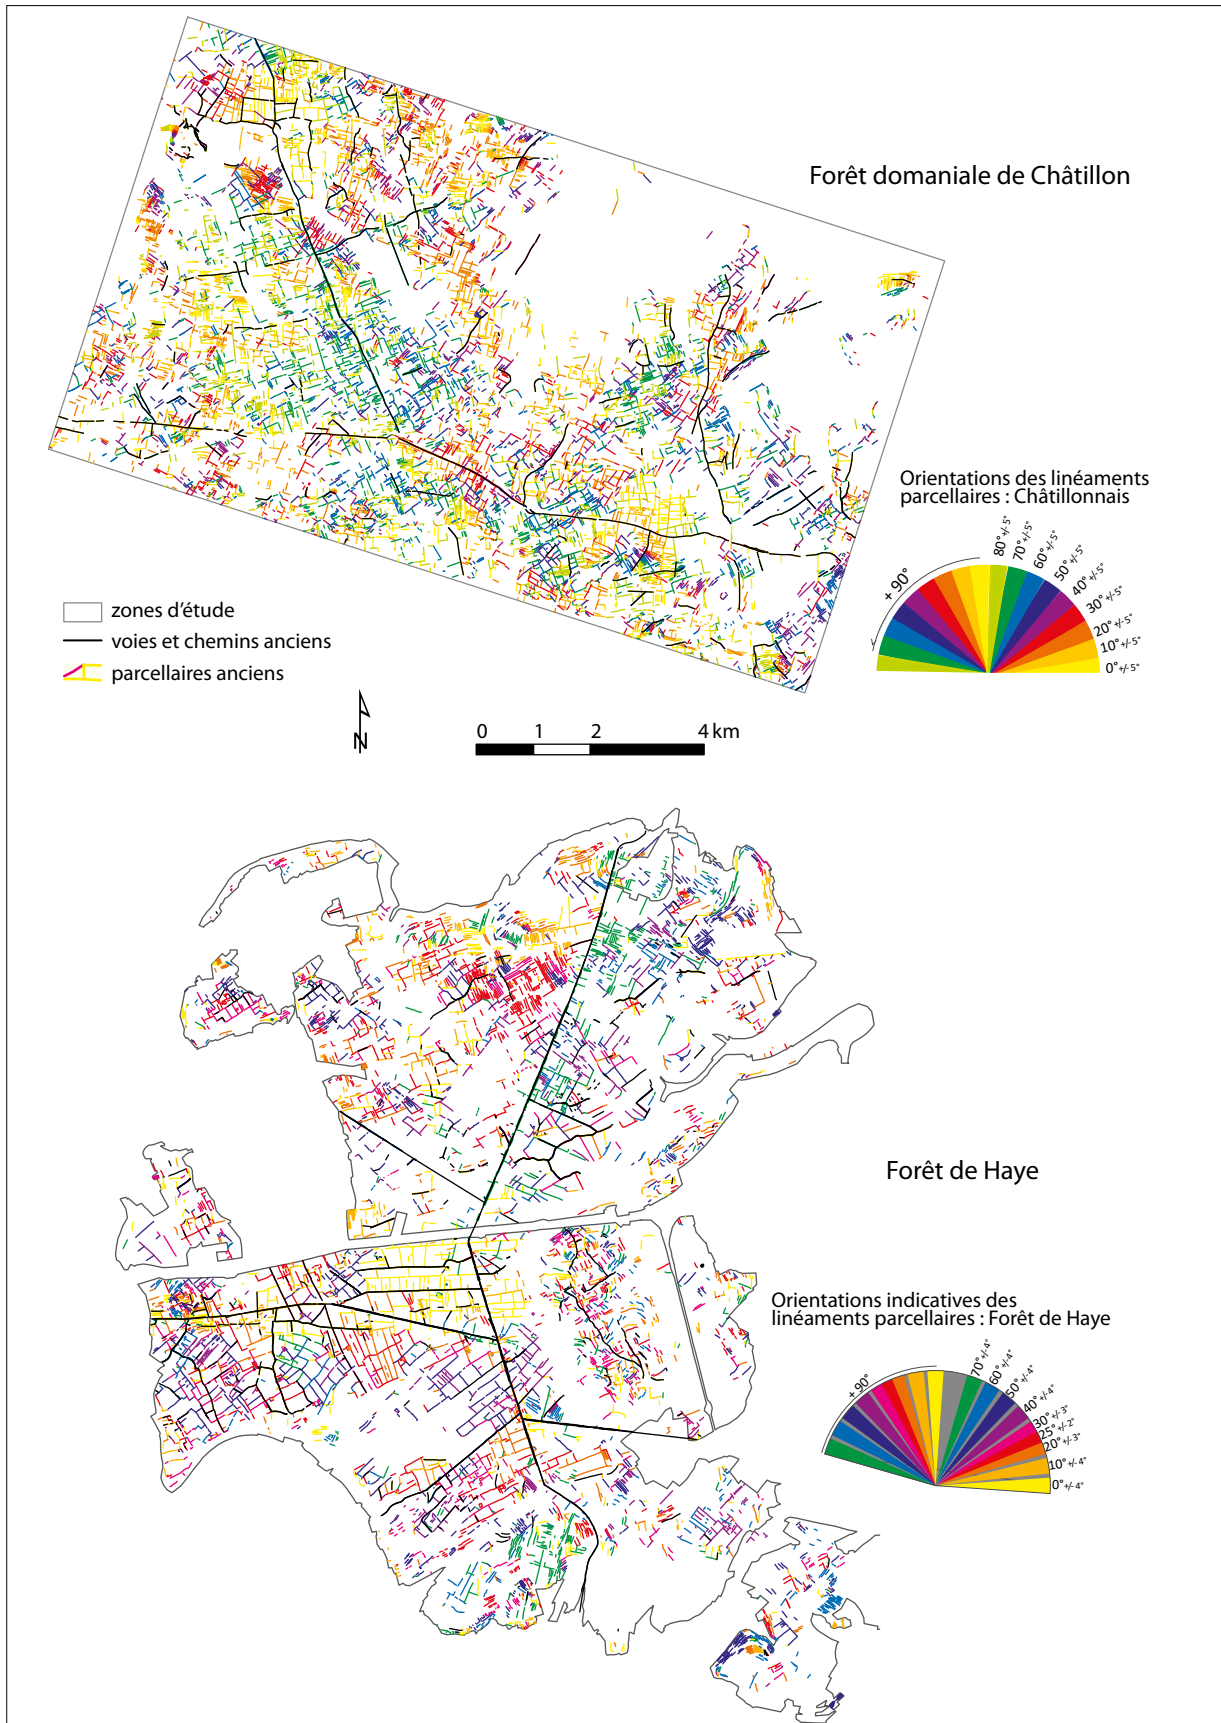 Forêt domaniale de Châtillon
Orientations des linéaments
parcellaires : Châtillonnais
+ 90°
80° +/- 5°
70° +/- 5°
60° +/- 5°
50° +/- 5°
40° +/- 5°
30° +/- 5°
20° +/- 5°
10° +/- 5°
0° +/- 5°
zones d'étude
voies et chemins anciens
parcellaires anciens
N
0 1 2 4 km
Forêt de Haye
Orientations indicatives des
linéaments parcellaires : Forêt de Haye
+ 90°
70° +/- 4°
60° +/- 4°
50° +/- 4°
40° +/- 4°
30° +/- 3°
25° +/- 2°
20° +/- 3°
10° +/- 4°
0° +/- 4°